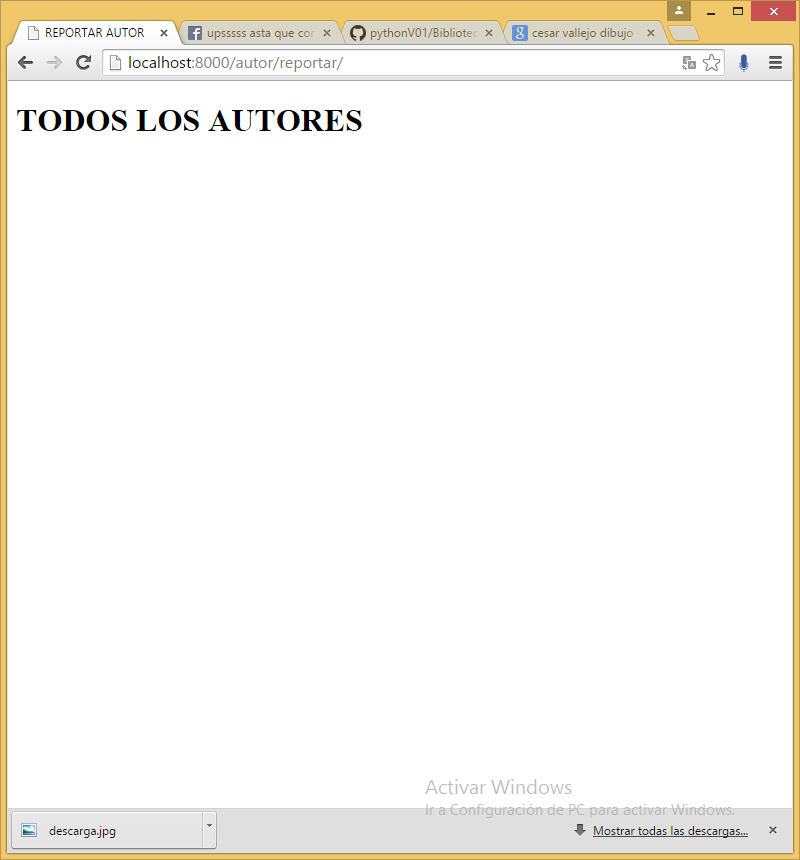 REPORTAR AUTOR
upsssss asta que cor
pythonV01/Bibliotec
cesar vallejo dibujo
localhost:8000/autor/reportar/
TODOS LOS AUTORES
Activar Windows
Ir a Configuración de PC para activar Windows.
descarga.jpg
Mostrar todas las descargas...